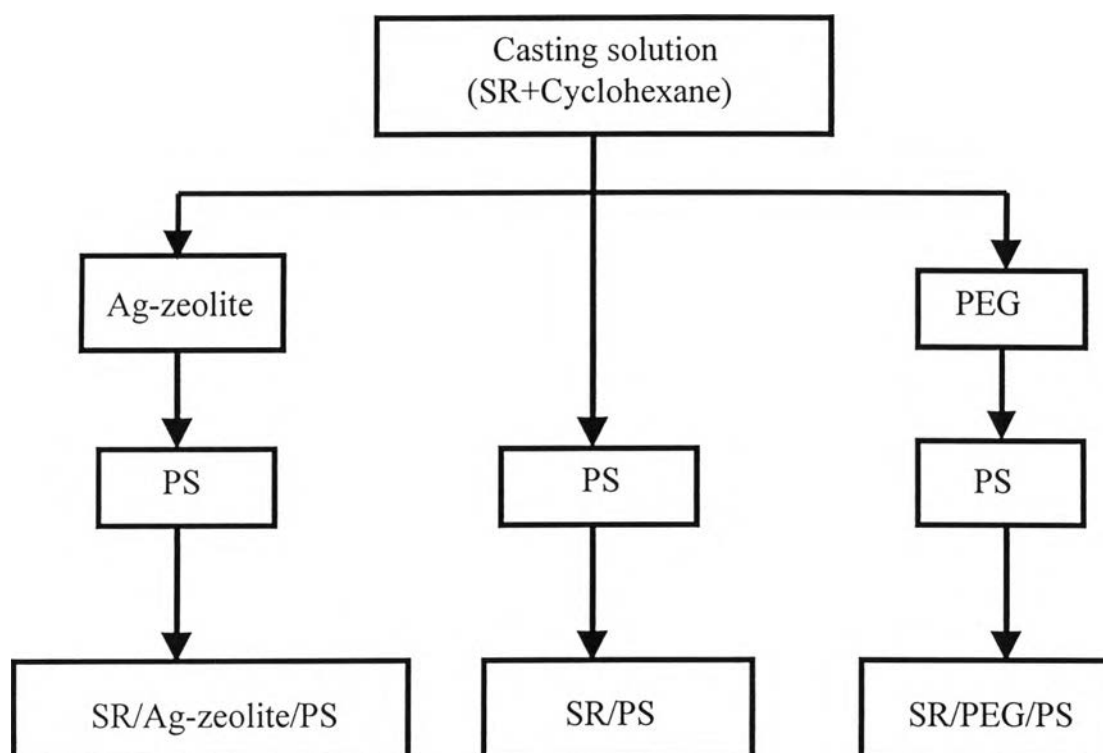 Casting solution
(SR+Cyclohexane)
Ag-zeolite
PEG
PS
PS
PS
SR/Ag-zeolite/PS
SR/PS
SR/PEG/PS